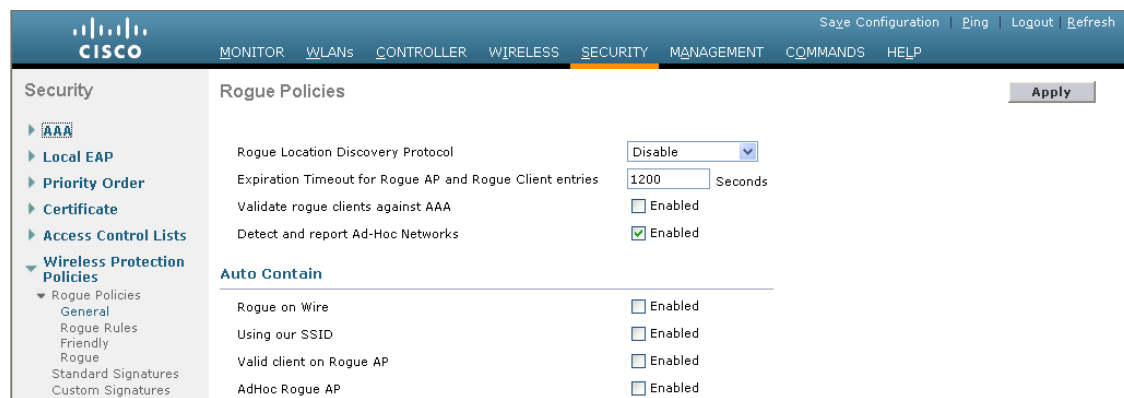 Save Configuration | Ping | Logout | Refresh
CISCO
MONITOR WLANs CONTROLLER WIRELESS SECURITY MANAGEMENT COMMANDS HELP
Security
AAA
Local EAP
Priority Order
Certificate
Access Control Lists
Wireless Protection
Policies
Rogue Policies
General
Rogue Rules
Friendly
Rogue
Standard Signatures
Custom Signatures
Rogue Policies
Apply
Rogue Location Discovery Protocol Disable
Expiration Timeout for Rogue AP and Rogue Client entries 1200 Seconds
Validate rogue clients against AAA Enabled
Detect and report Ad-Hoc Networks Enabled
Auto Contain
Rogue on Wire Enabled
Using our SSID Enabled
Valid client on Rogue AP Enabled
AdHoc Rogue AP Enabled